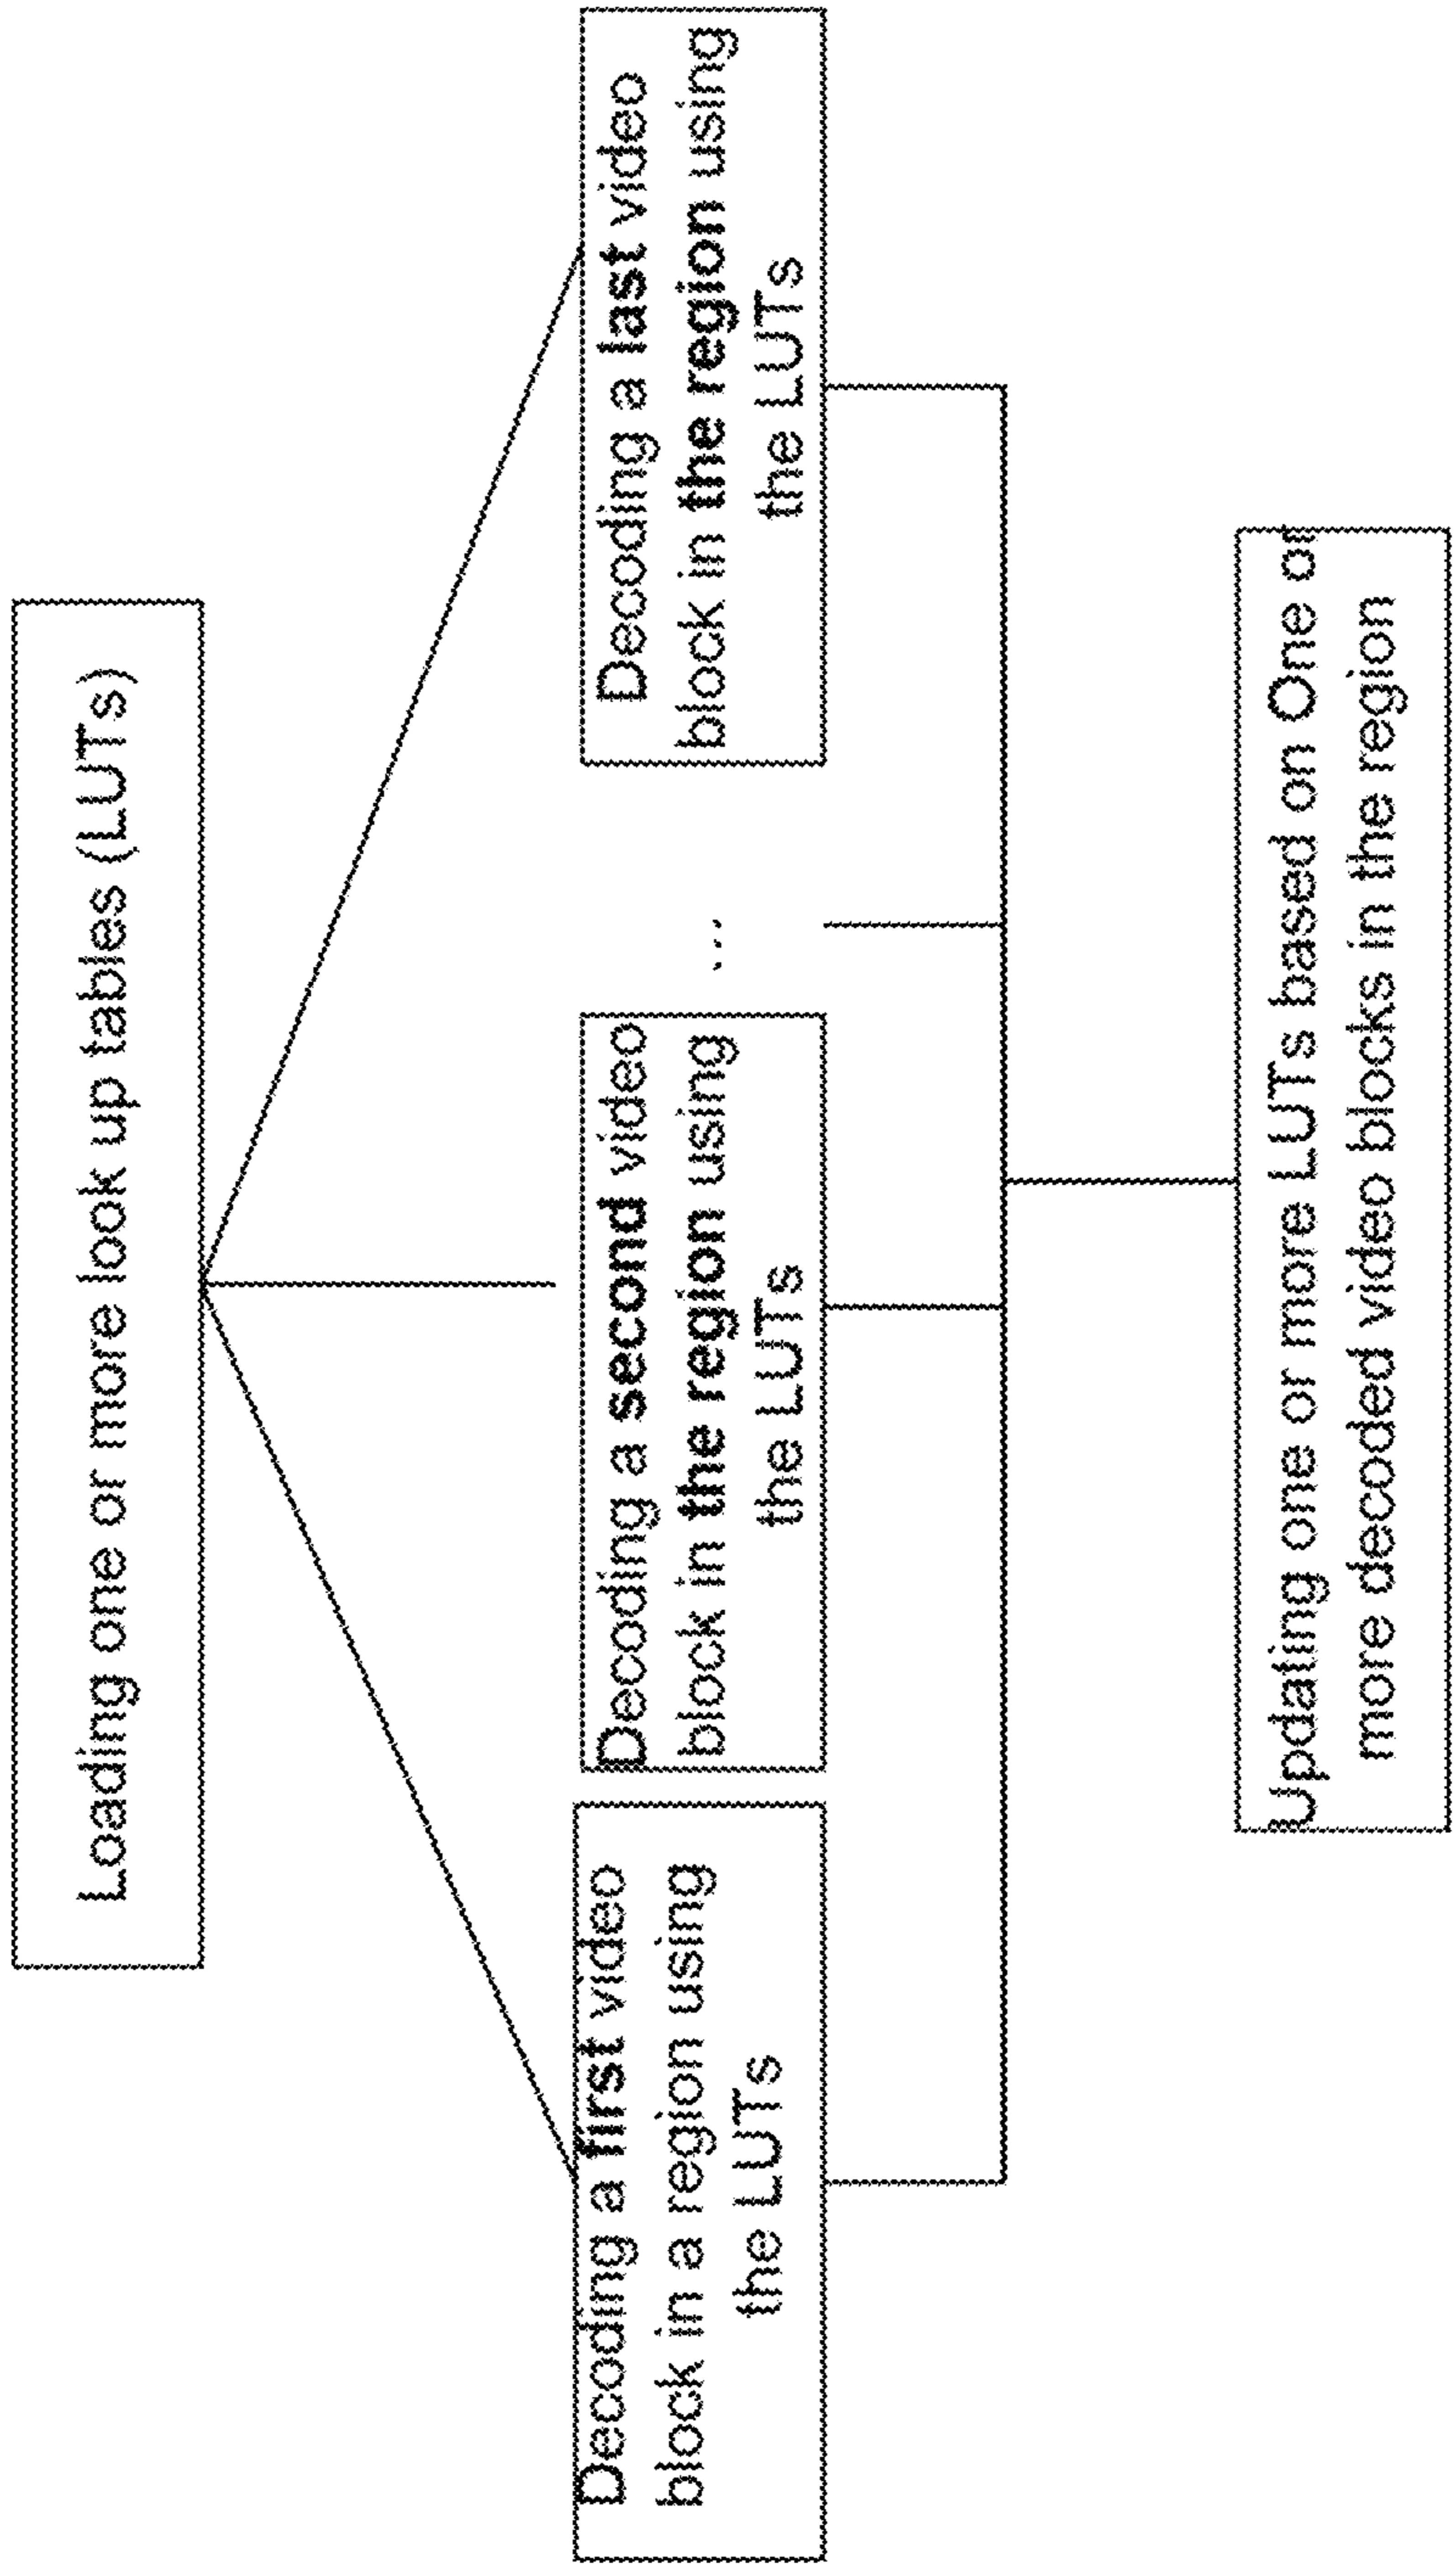 Loading one or more look up tables (LUTs)
Decoding a first video
block in a region using
the LUTs
Decoding a second video
block in the region using
the LUTs
...
Decoding a last video
block in the region using
the LUTs
Updating one or more LUTs based on One or
more decoded video blocks in the region